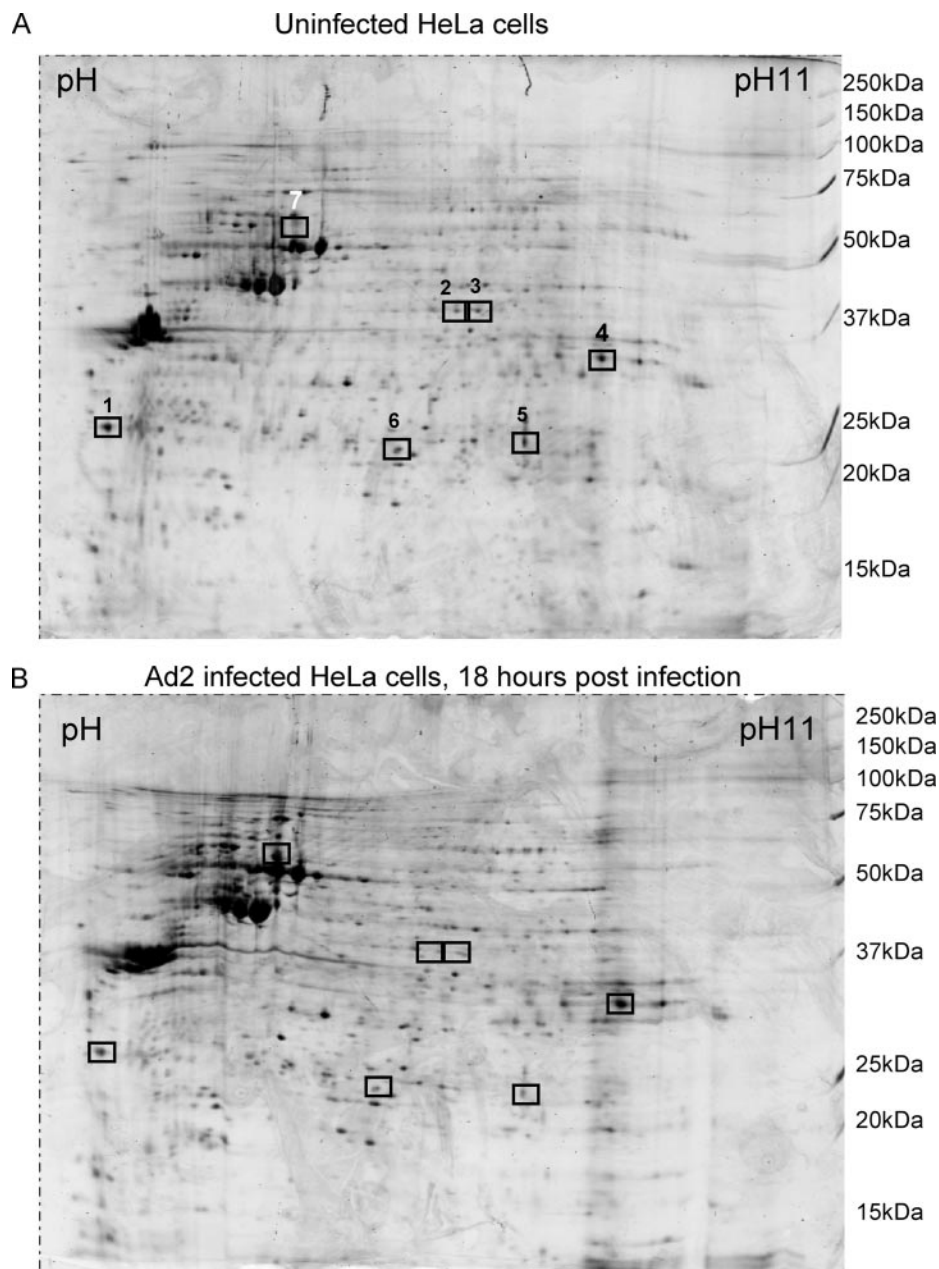 A
Uninfected HeLa cells
pH pH11
250kDa
150kDa
100kDa
75kDa
7
50kDa
2 3
37kDa
4
1
6
5
25kDa
20kDa
15kDa
B
Ad2 infected HeLa cells, 18 hours post infection
pH pH11
250kDa
150kDa
100kDa
75kDa
50kDa
37kDa
25kDa
20kDa
15kDa